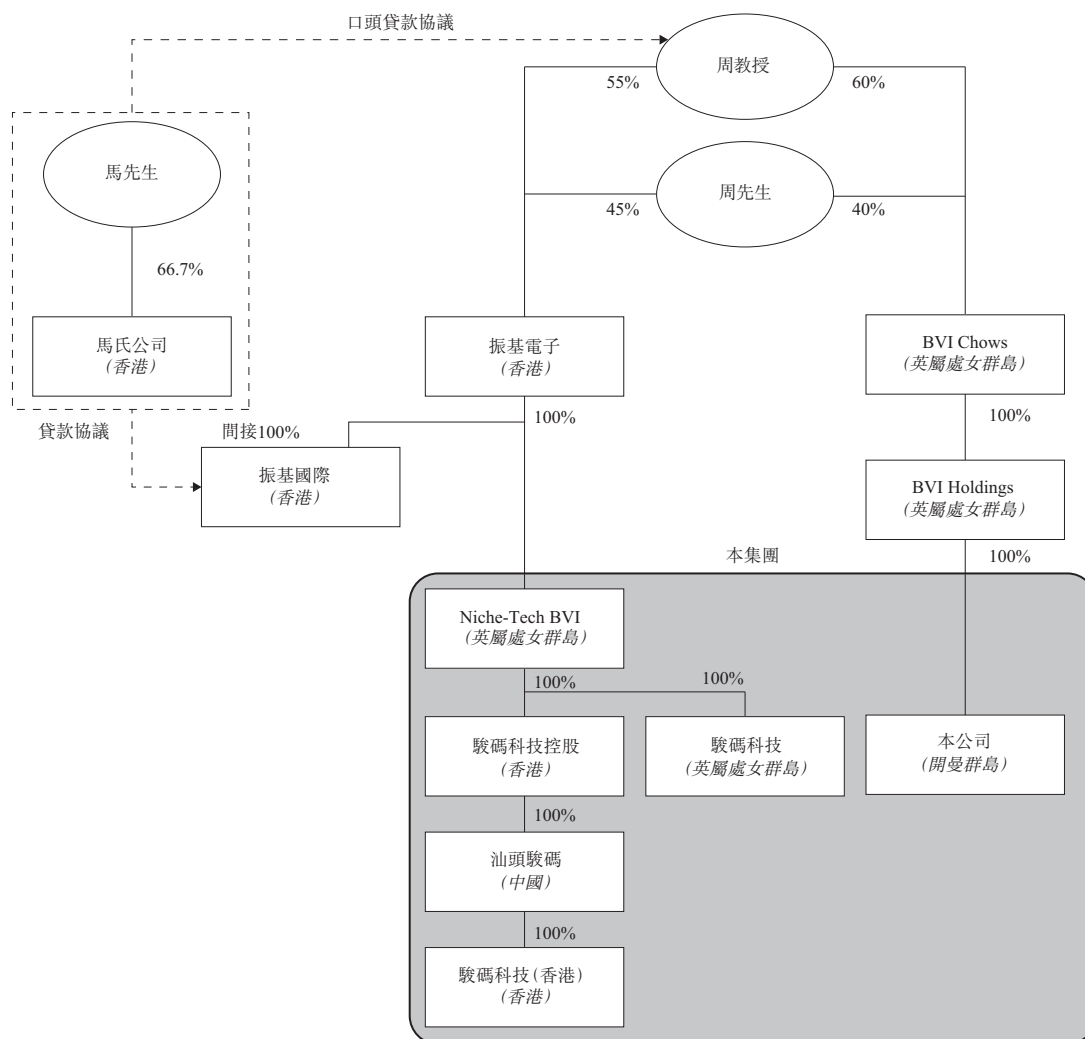 口頭貸款協議
周教授
55%
60%
馬先生
周先生
45%
40%
66.7%
馬氏公司
(香港)
振基電子
(香港)
BVI Chows
(英屬處女群島)
貸款協議
間接100%
100%
100%
振基國際
(香港)
BVI Holdings
(英屬處女群島)
本集團
100%
Niche-Tech BVI
(英屬處女群島)
100%
100%
駿碼科技控股
(香港)
駿碼科技
(英屬處女群島)
本公司
(開曼群島)
100%
汕頭駿碼
(中國)
100%
駿碼科技(香港)
(香港)